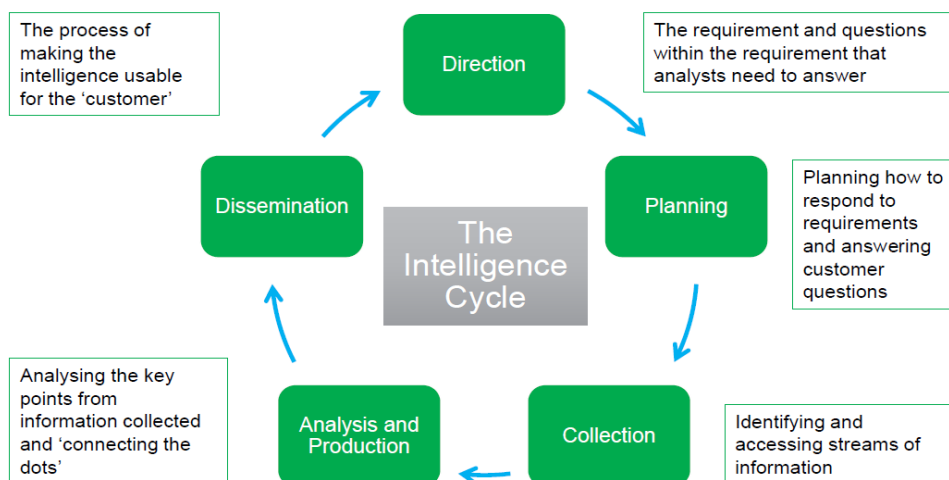 The process of
making the
intelligence usable
for the ‘customer’
Direction
The requirement and questions
within the requirement that
analysts need to answer
Dissemination
The
Intelligence
Cycle
Planning
Planning how to
respond to
requirements
and answering
customer
questions
Analysing the key
points from
information collected
and ‘connecting the
dots’
Analysis and
Production
Collection
Identifying and
accessing streams of
information